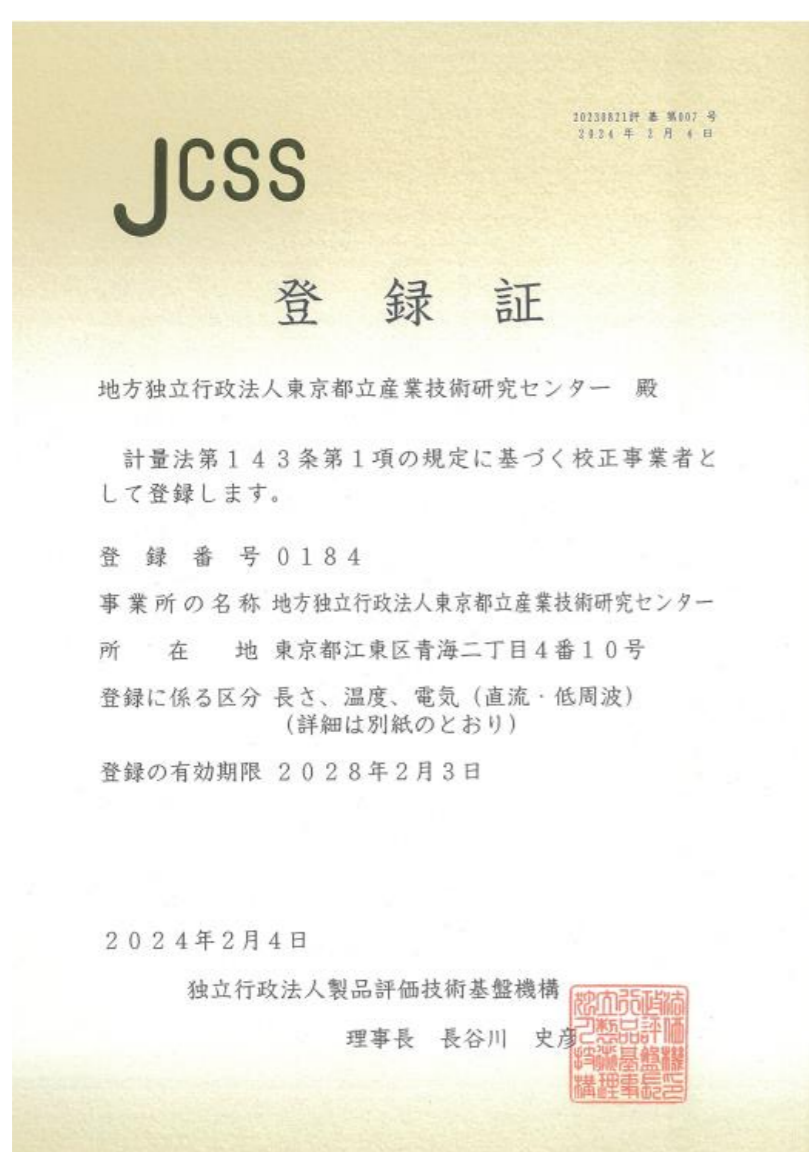 20230821評基第007号
2024年2月4日
JCSS
登録証
地方独立行政法人東京都立産業技術研究センター 殿
計量法第143条第1項の規定に基づく校正事業者と
して登録します。
登録番号 0184
事業所の名称 地方独立行政法人東京都立産業技術研究センター
所在地 東京都江東区青海二丁目4番10号
登録に係る区分 長さ、温度、電気(直流・低周波)
(詳細は別紙のとおり)
登録の有効期限 2028年2月3日
2024年2月4日
独立行政法人製品評価技術基盤機構
理事長 長谷川 史彦